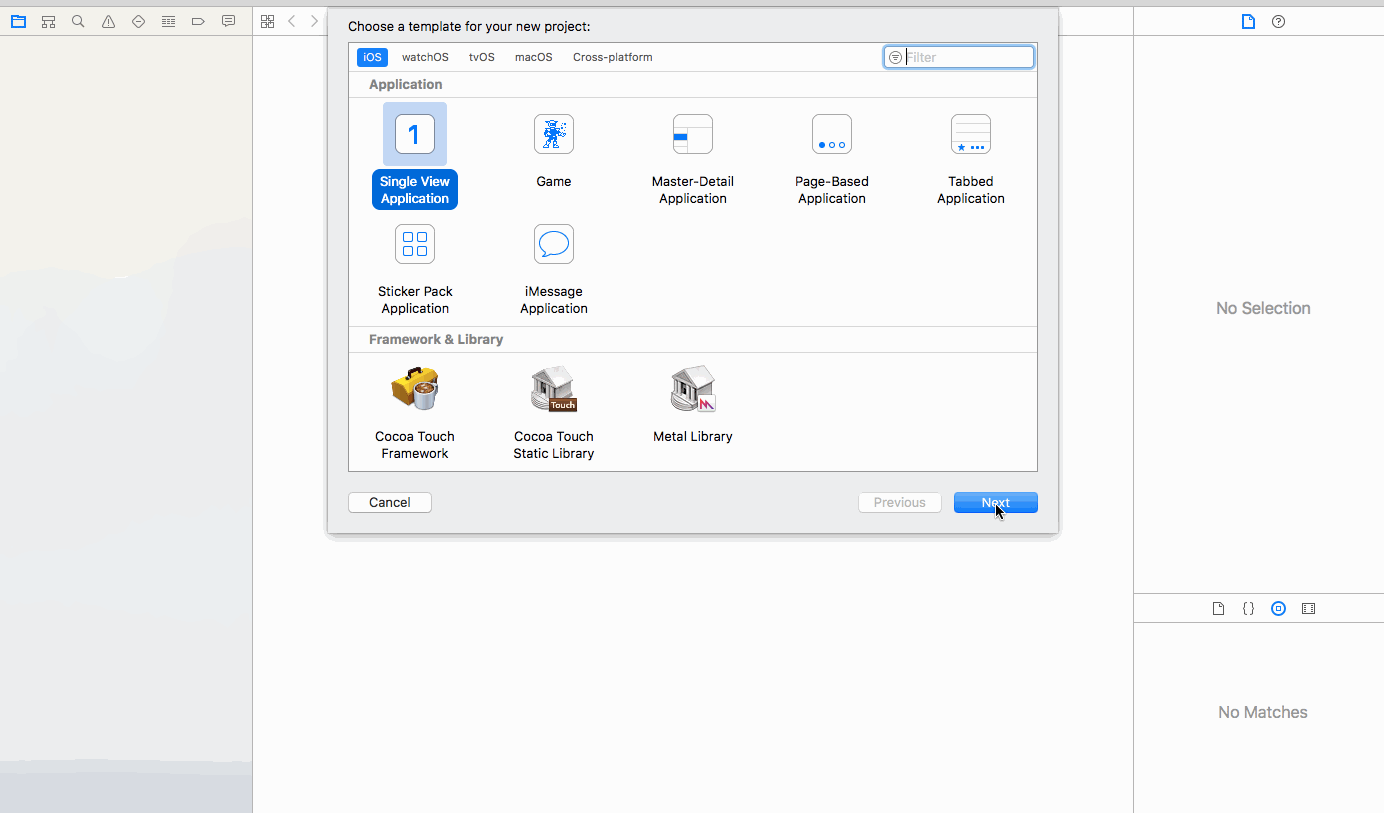 Choose a template for your new project:
iOS watchOS tvOS macOS Cross-platform Filter
Application
1
Single View
Application
Game
Master-Detail
Application
Page-Based
Application
Tabbed
Application
Sticker Pack
Application
iMessage
Application
Framework & Library
Touch
Cocoa Touch
Framework
Cocoa Touch
Static Library
Metal Library
Cancel Previous Next
No Selection
{}
No Matches